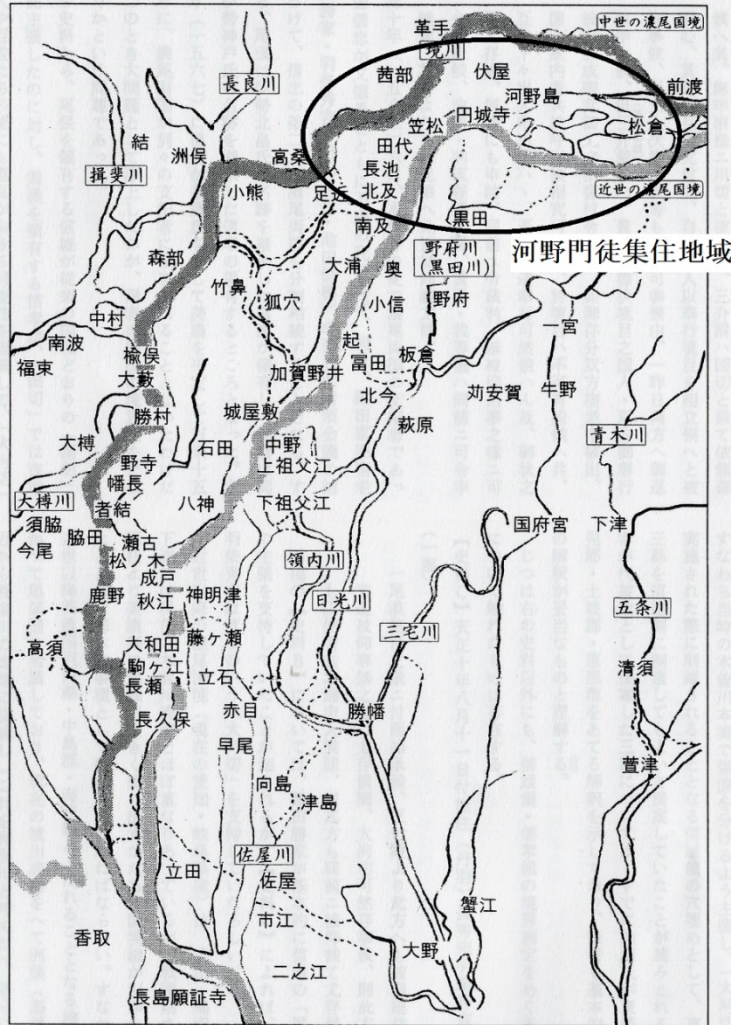 中世の濃尾国境
革手
境川
茜部
伏屋
前渡
長良川
河野島
結
洲俣
高桑
笠松
円城寺
松倉
揖斐川
小熊
足近
田代
長池
北及
近世の濃尾国境
南及
黒田
森部
大浦
奥
野府川
(黒田川)
河野門徒集住地域
竹鼻
狐穴
小信
野府
中村
起
一宮
南波
楡俣
冨田
板倉
福束
大藪
加賀野井
北今
苅安賀
牛野
勝村
城屋敷
萩原
大榑
石田
中野
青木川
野寺
上祖父江
幡長
大榑川
八神
下祖父江
者結
国府宮
下津
須脇
脇田
瀬古
領内川
今尾
松ノ木
成戸
日光川
五条川
鹿野
秋江
神明津
三宅川
高須
大和田
藤ヶ瀬
駒ヶ江
立石
清須
長瀬
赤目
勝幡
長久保
早尾
萱津
向島
津島
佐屋川
立田
佐屋
香取
市江
蟹江
大野
二之江
長島願証寺